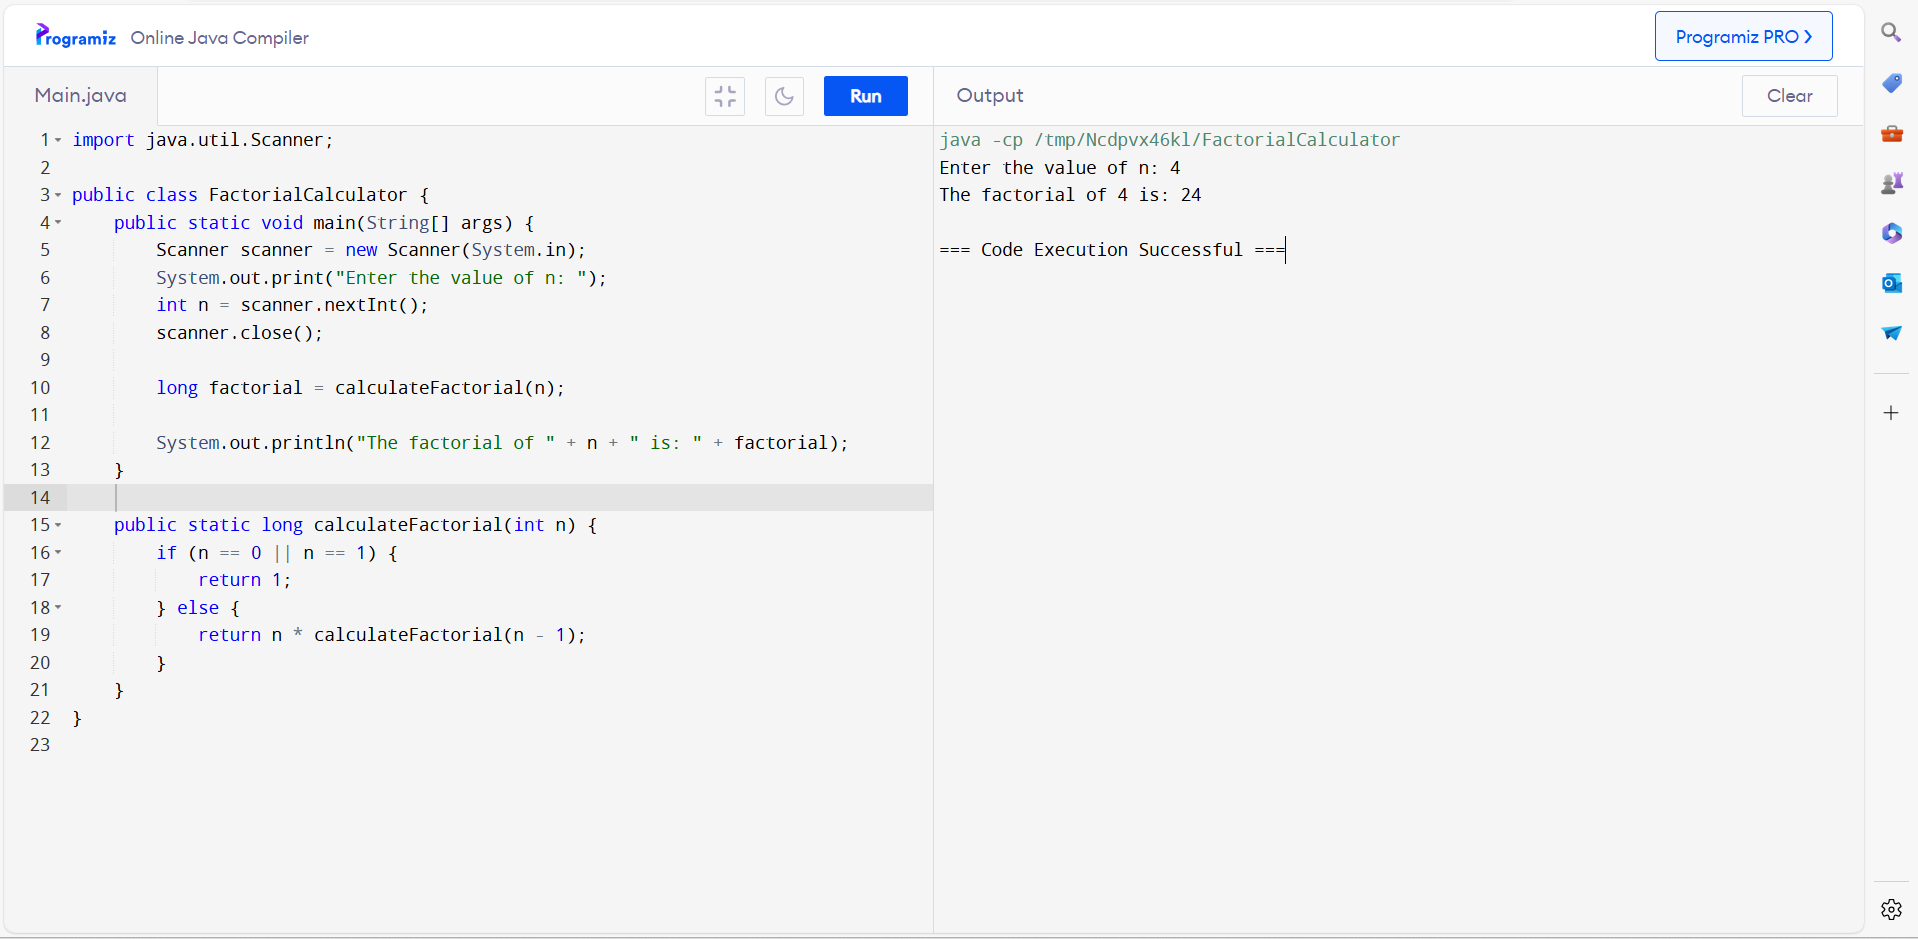 Programiz Online Java Compiler
Programiz PRO
Main.java
Run
Output
Clear
1 import java.util.Scanner;
2
3 public class FactorialCalculator {
4     public static void main(String[] args) {
5         Scanner scanner = new Scanner(System.in);
6         System.out.print("Enter the value of n: ");
7         int n = scanner.nextInt();
8         scanner.close();
9
10         long factorial = calculateFactorial(n);
11
12         System.out.println("The factorial of " + n + " is: " + factorial);
13     }
14
15     public static long calculateFactorial(int n) {
16         if (n == 0 || n == 1) {
17             return 1;
18         } else {
19             return n * calculateFactorial(n - 1);
20         }
21     }
22 }
23
java -cp /tmp/Ncdpvx46kl/FactorialCalculator
Enter the value of n: 4
The factorial of 4 is: 24
=== Code Execution Successful ===